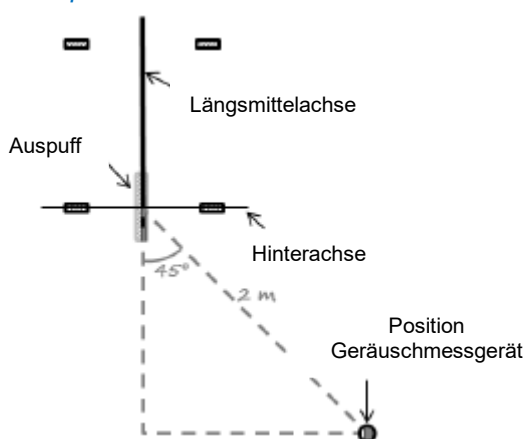 Längsmittelachse
Auspuff
Hinterachse
45°
2 m
Position
Geräuschmessgerät